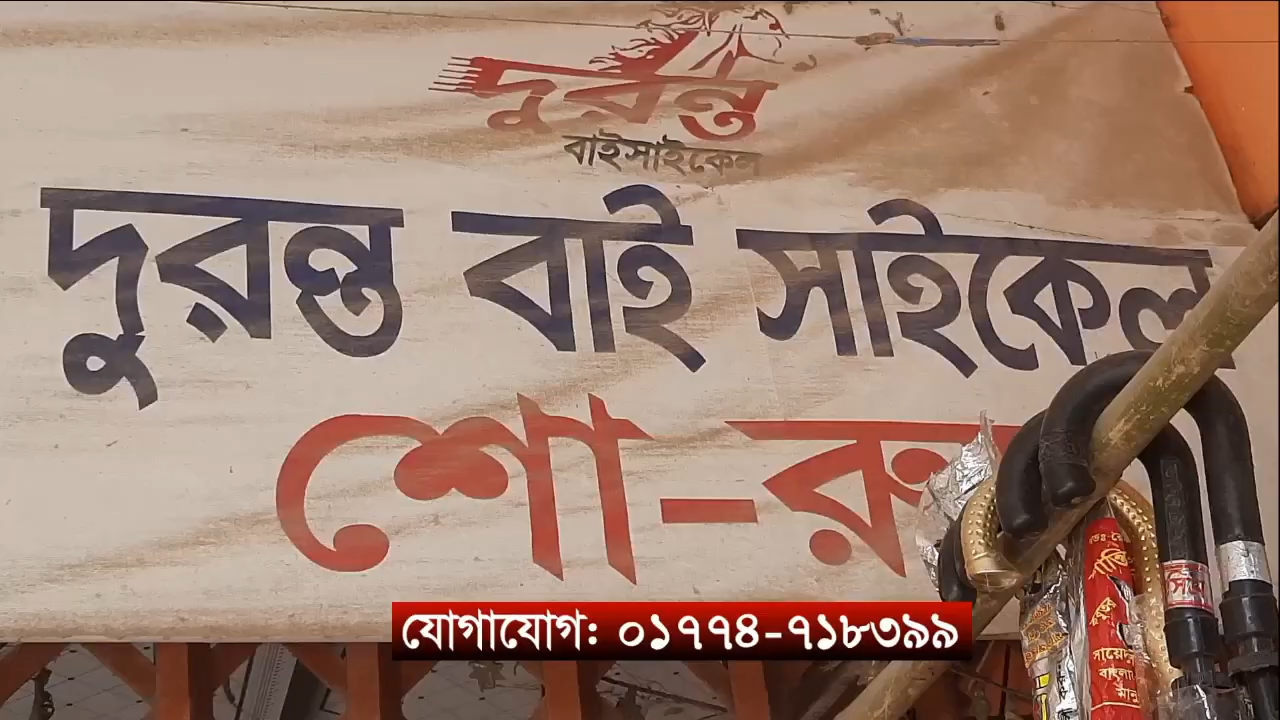 দুরন্ত
বাইসাইকেল
দুরন্ত বাই সাইকেল
শো-রুম
যোগাযোগঃ ০১৭৭৪-৭১৮৩৯৯